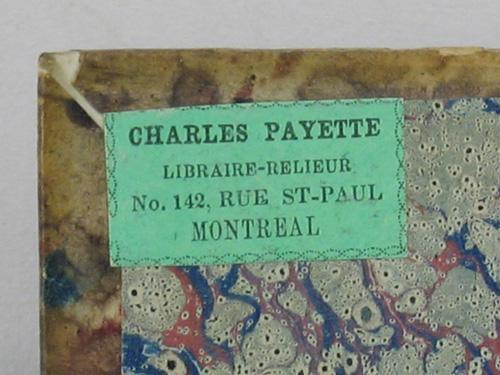 CHARLES PAYETTE
LIBRAIRE-RELIEUR
No. 142, RUE ST-PAUL
MONTREAL